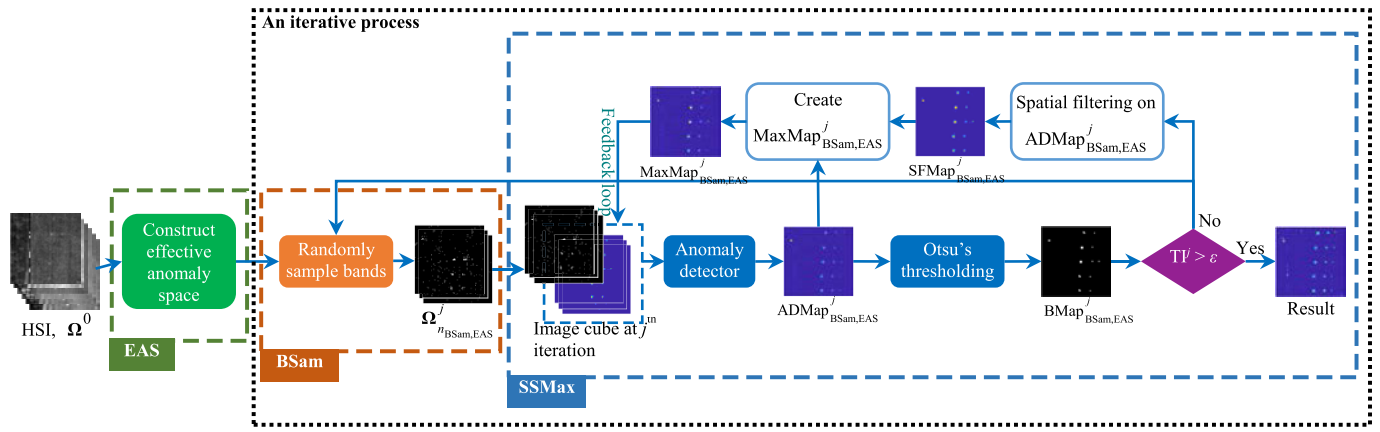 An iterative process
Feedback loop
MaxMap^j_BSam,EAS
Create
MaxMap^j_BSam,EAS
SFMap^j_BSam,EAS
Spatial filtering on
ADMap^j_BSam,EAS
HSI, Ω^0
Construct
effective
anomaly
space
EAS
Randomly
sample bands
Ω^j_n_BSam,EAS
BSam
Image cube at j^th
iteration
Anomaly
detector
ADMap^j_BSam,EAS
Otsu's
thresholding
BMap^j_BSam,EAS
TI^j > ε
No
Yes
Result
SSMax